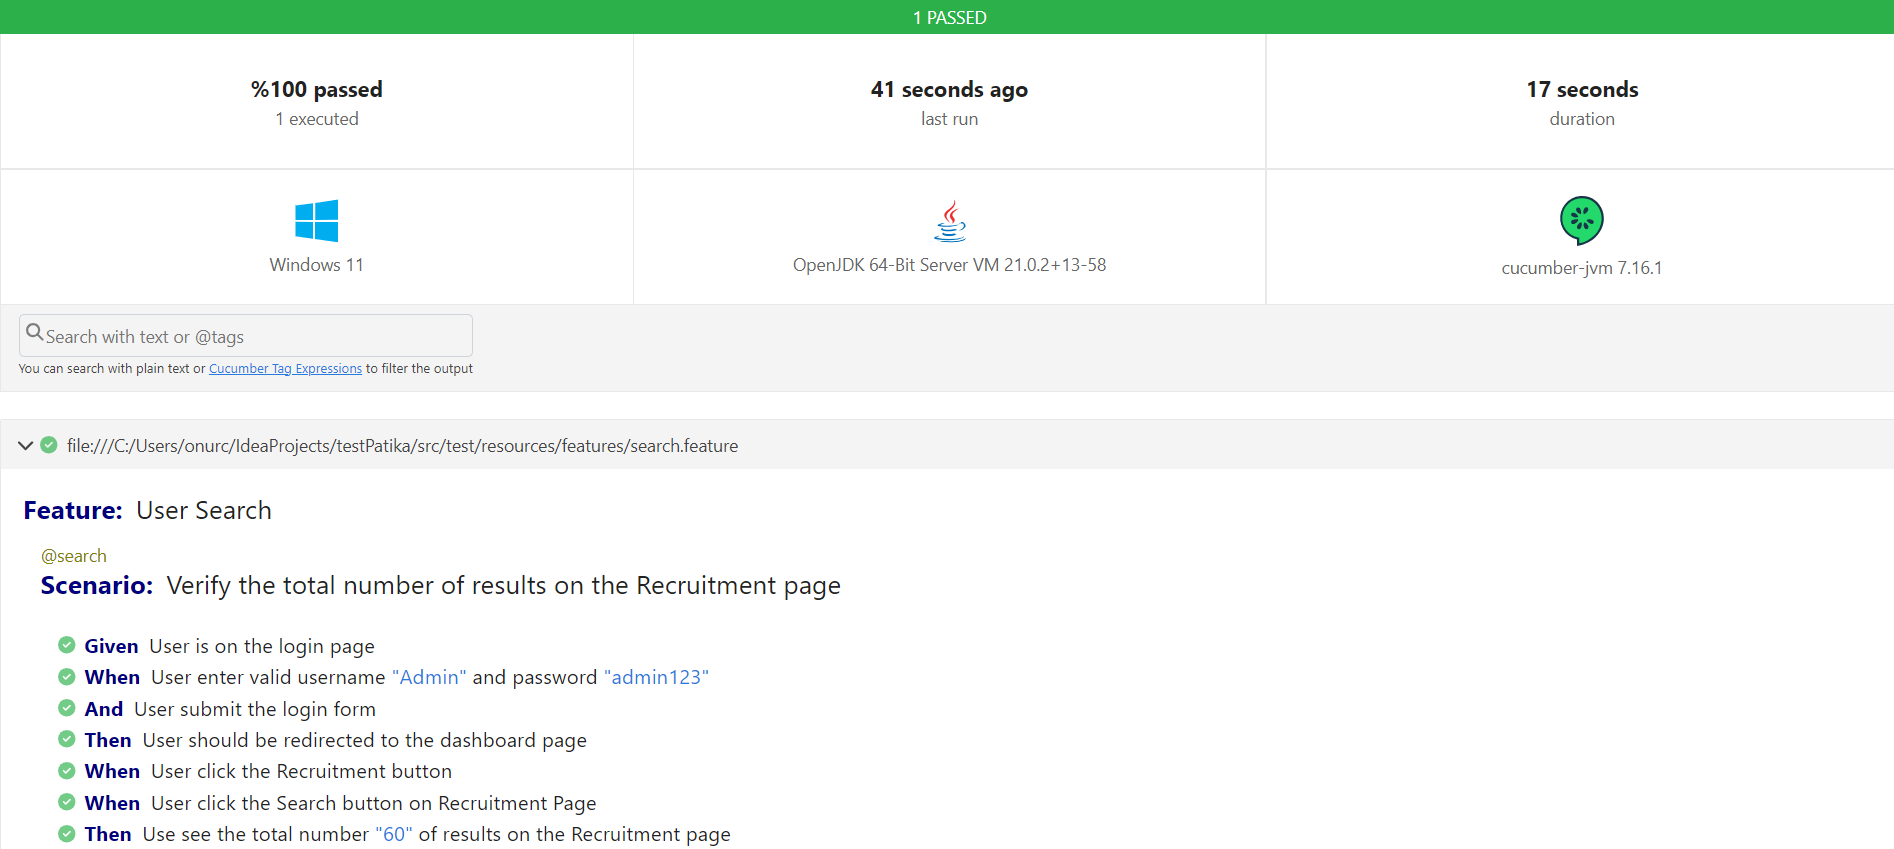 1 PASSED
%100 passed
1 executed
41 seconds ago
last run
17 seconds
duration
Windows 11
OpenJDK 64-Bit Server VM 21.0.2+13-58
cucumber-jvm 7.16.1
Search with text or @tags
You can search with plain text or Cucumber Tag Expressions to filter the output
file:///C:/Users/onurc/IdeaProjects/testPatika/src/test/resources/features/search.feature
Feature: User Search
@search
Scenario: Verify the total number of results on the Recruitment page
Given User is on the login page
When User enter valid username "Admin" and password "admin123"
And User submit the login form
Then User should be redirected to the dashboard page
When User click the Recruitment button
When User click the Search button on Recruitment Page
Then Use see the total number "60" of results on the Recruitment page